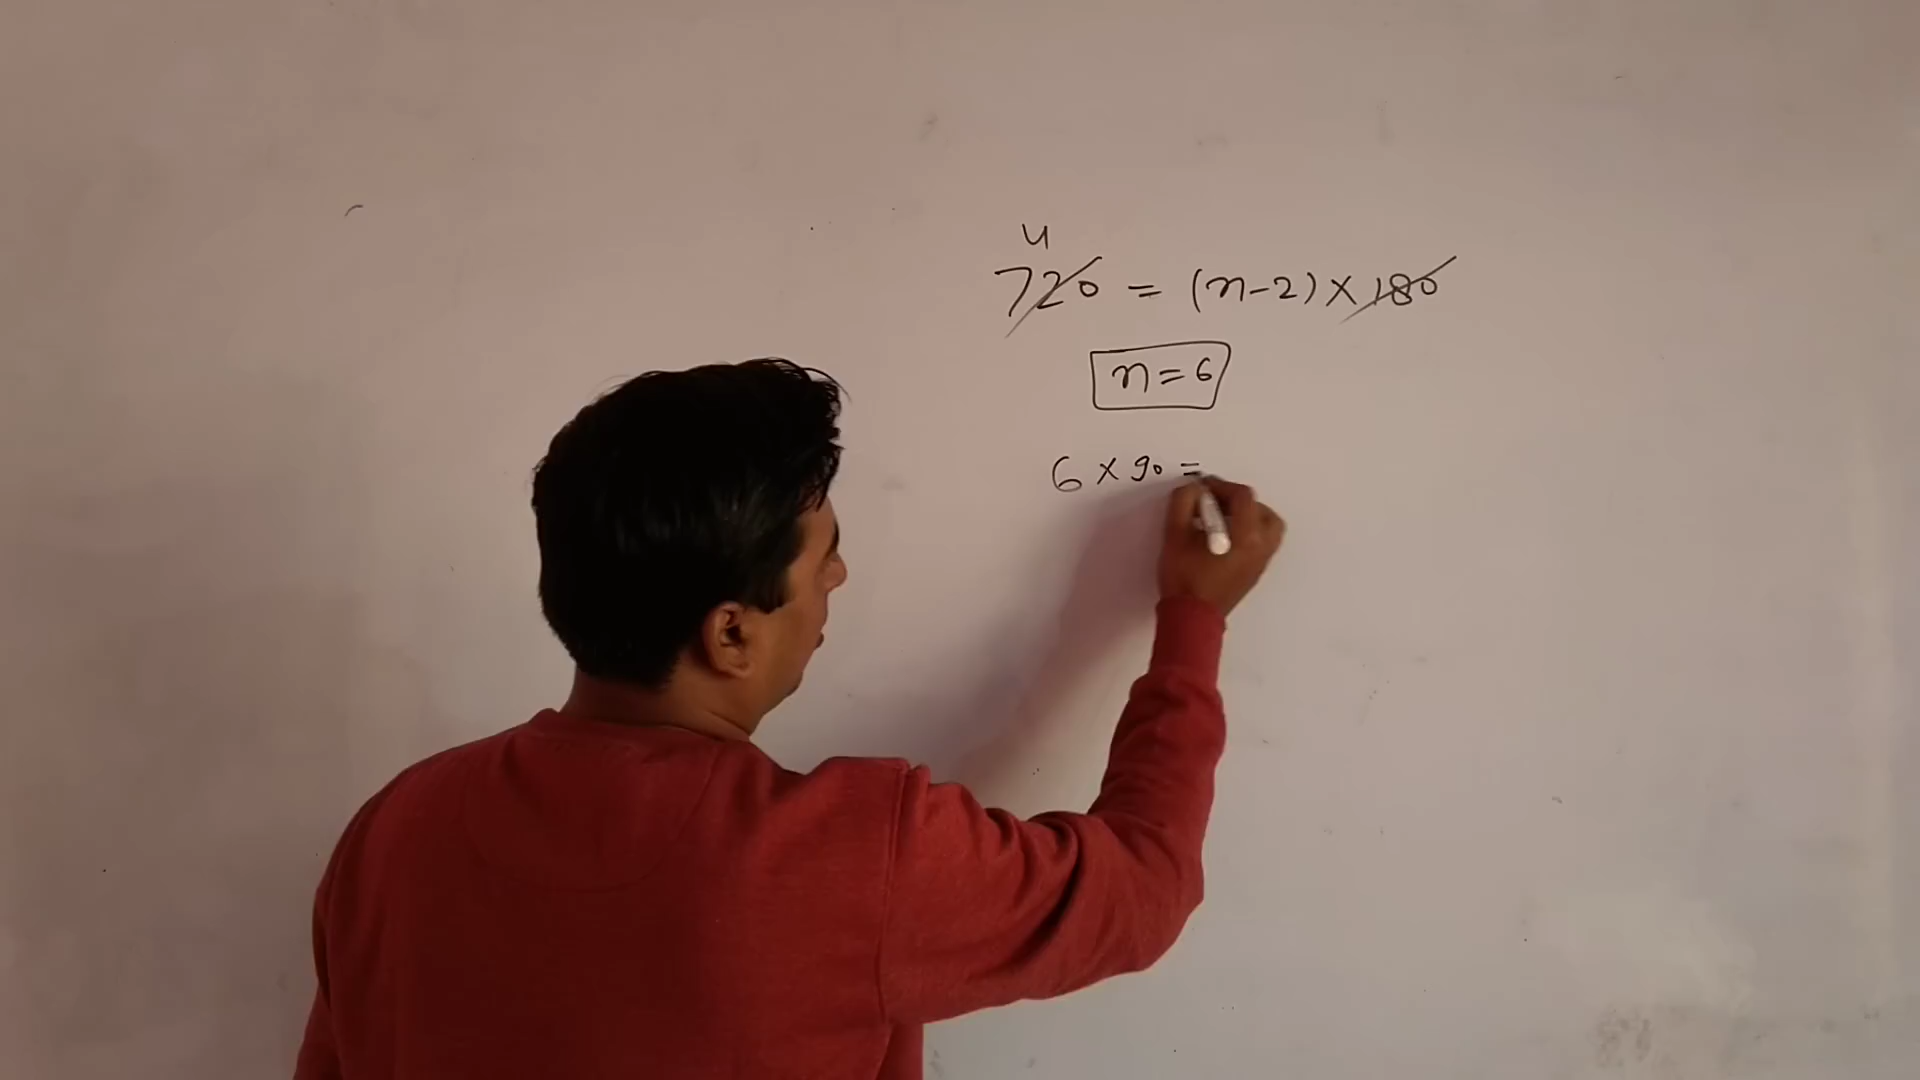 4
720 = (n-2) × 180
n = 6
6 × 90 =